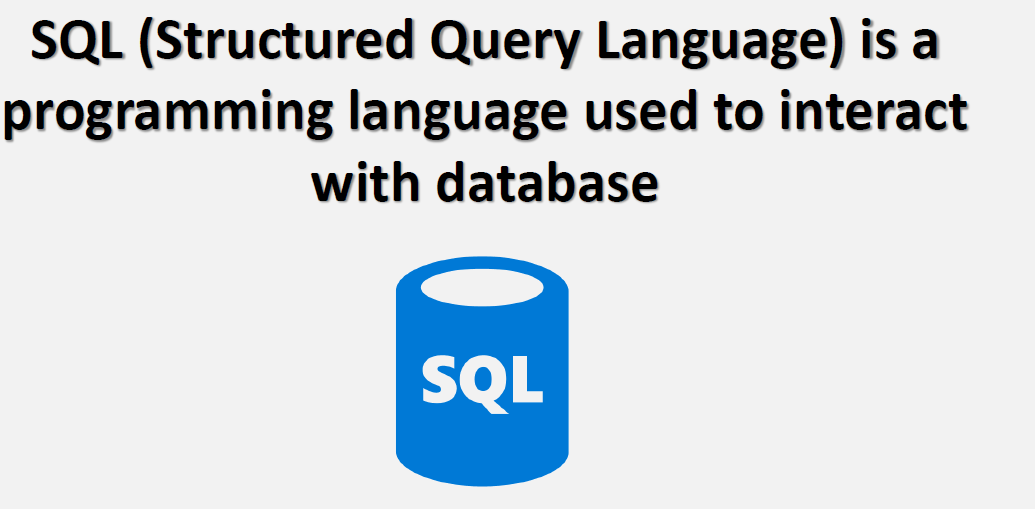 SQL (Structured Query Language) is a
programming language used to interact
with database
SQL